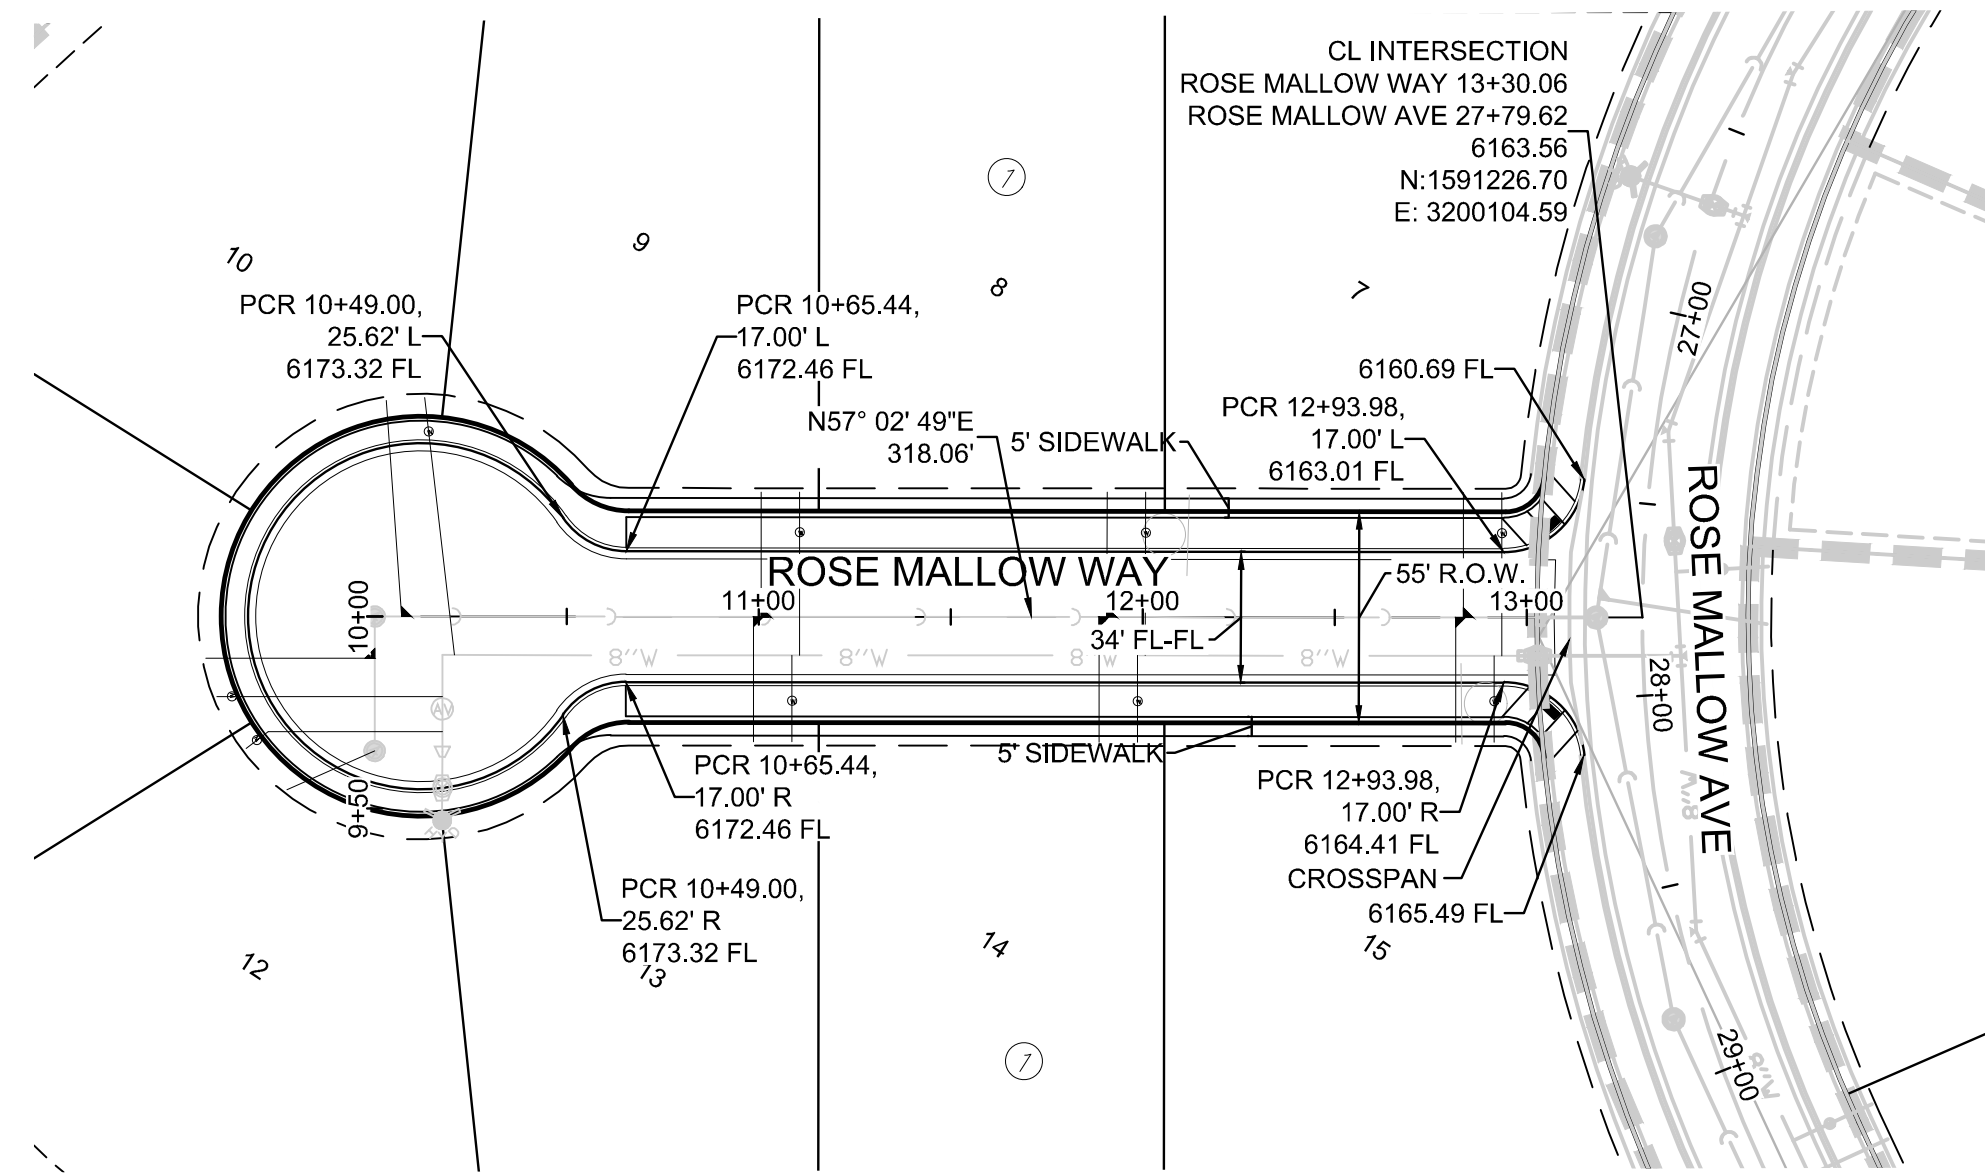 CL INTERSECTION
ROSE MALLOW WAY 13+30.06
ROSE MALLOW AVE 27+79.62
6163.56
N:1591226.70
E: 3200104.59
7
10
9
8
7
PCR 10+49.00,
25.62' L
6173.32 FL
PCR 10+65.44,
17.00' L
6172.46 FL
N57° 02' 49"E
318.06'
5' SIDEWALK
6160.69 FL
PCR 12+93.98,
17.00' L
6163.01 FL
27+00
ROSE MALLOW WAY
55' R.O.W.
10+00
11+00
12+00
13+00
34' FL-FL
8"W
8"W
8"W
8"W
ROSE MALLOW AVE
28+00
AV
5' SIDEWALK
PCR 10+65.44,
17.00' R
6172.46 FL
9+50
HYD
PCR 12+93.98,
17.00' R
6164.41 FL
CROSSPAN
6165.49 FL
8"W
PCR 10+49.00,
25.62' R
6173.32 FL
12
13
14
15
7
29+00
8"W